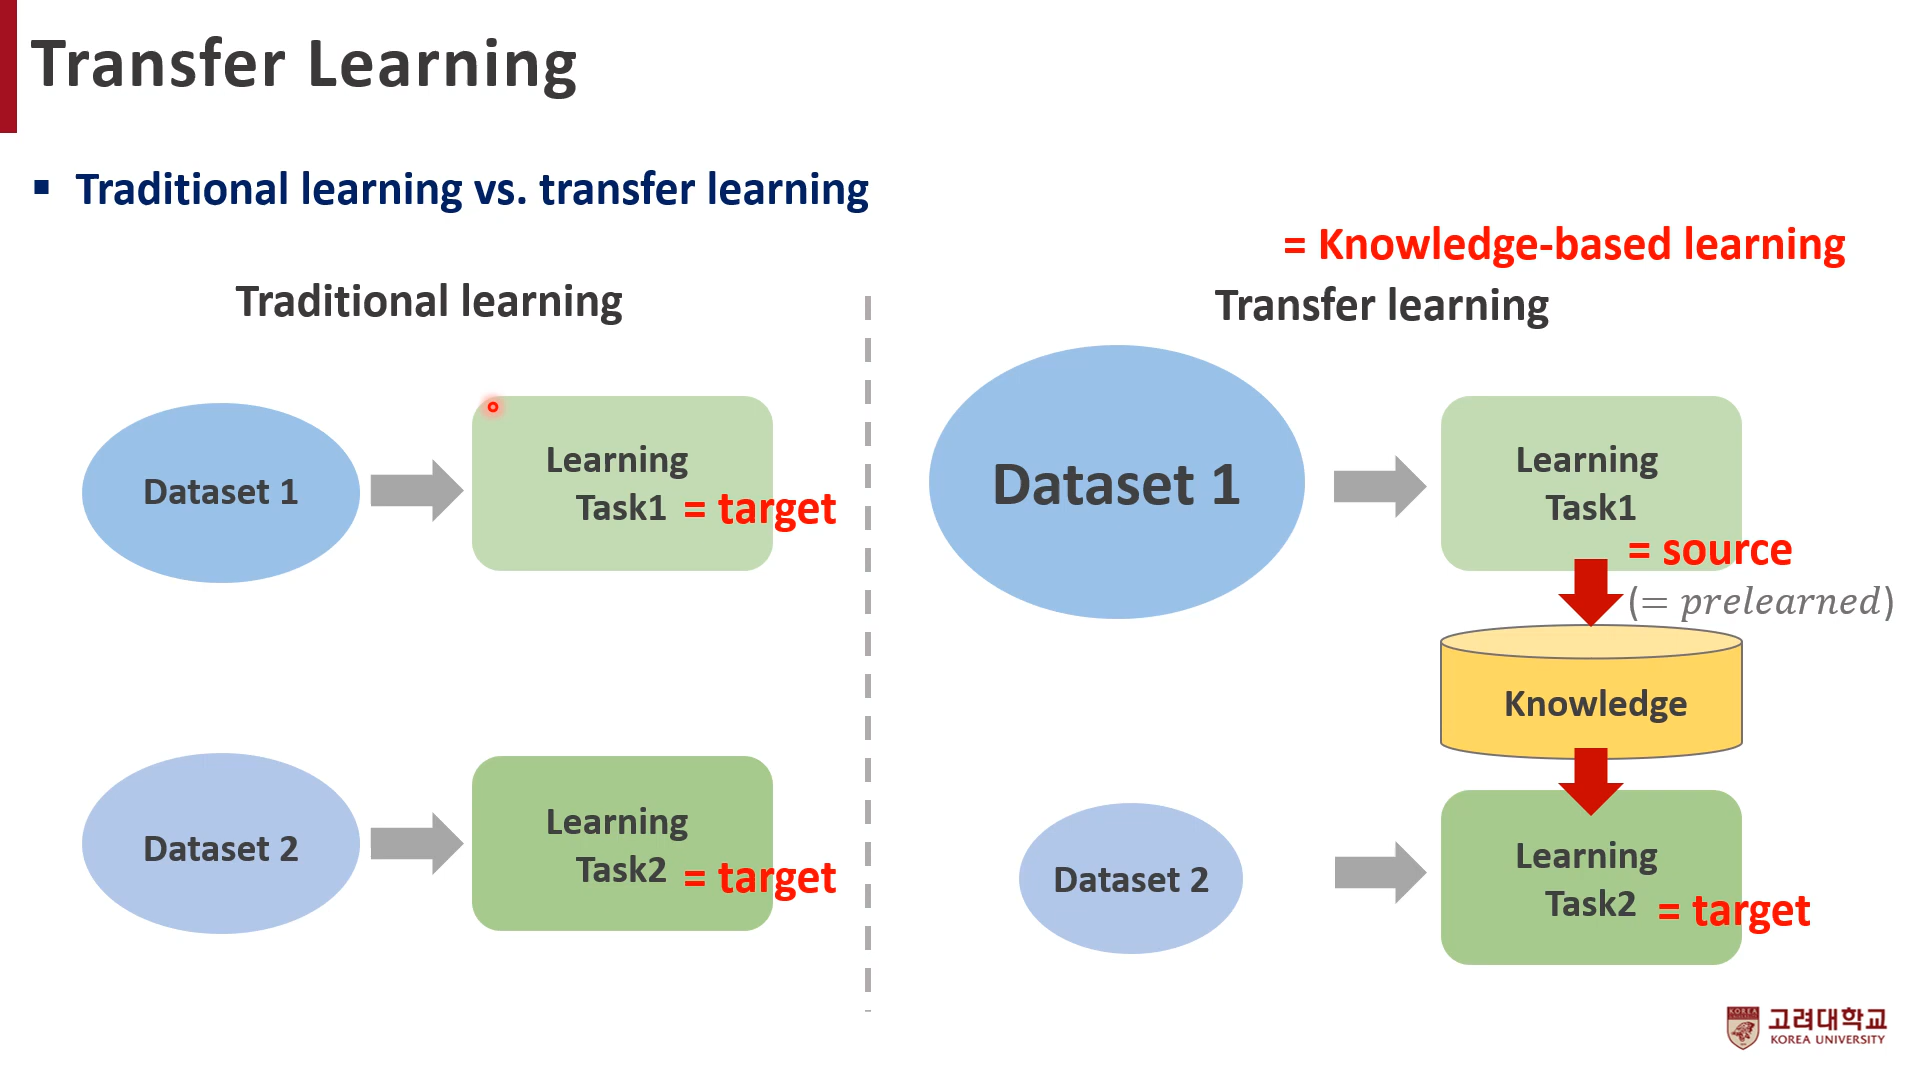 Transfer Learning
▪ Traditional learning vs. transfer learning
= Knowledge-based learning
Traditional learning
Transfer learning
Dataset 1
Learning
Task1 = target
Dataset 2
Learning
Task2 = target
Dataset 1
Learning
Task1
= source
(= prelearned)
Knowledge
Dataset 2
Learning
Task2 = target
KOREA
고려대학교
KOREA UNIVERSITY